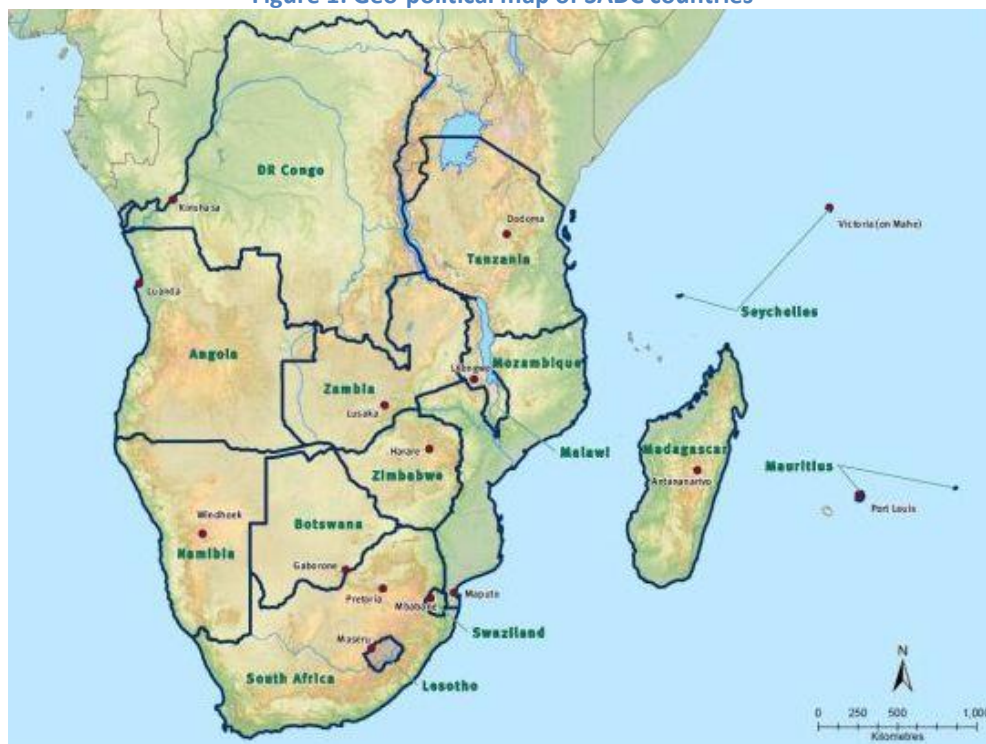 Figure 1: Geo-political map of SADC countries
DR Congo
Kinshasa
Victoria (on Mahe)
Dodoma
Tanzania
Luanda
Seychelles
Angola
Mozambique
Lilongwe
Zambia
Lusaka
Malawi
Harare
Zimbabwe
Madagascar
Antananarivo
Mauritius
Port Louis
Windhoek
Namibia
Botswana
Gaborone
Pretoria
Mbabane
Maputo
Swaziland
Maseru
South Africa
Lesotho
N
0 250 500 1,000
Kilometres